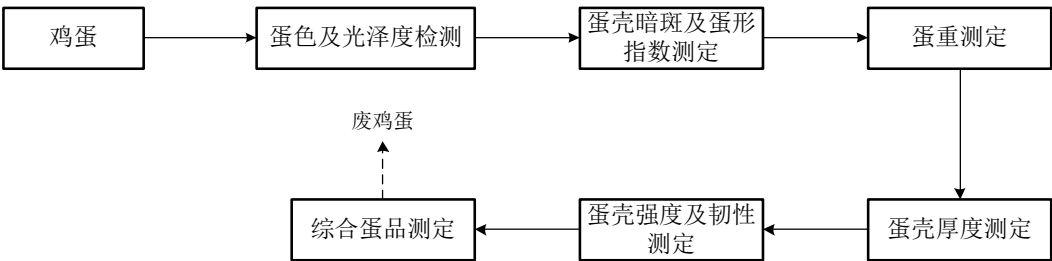 鸡蛋
蛋色及光泽度检测
蛋壳暗斑及蛋形
指数测定
蛋重测定
蛋壳厚度测定
蛋壳强度及韧性
测定
综合蛋品测定
废鸡蛋